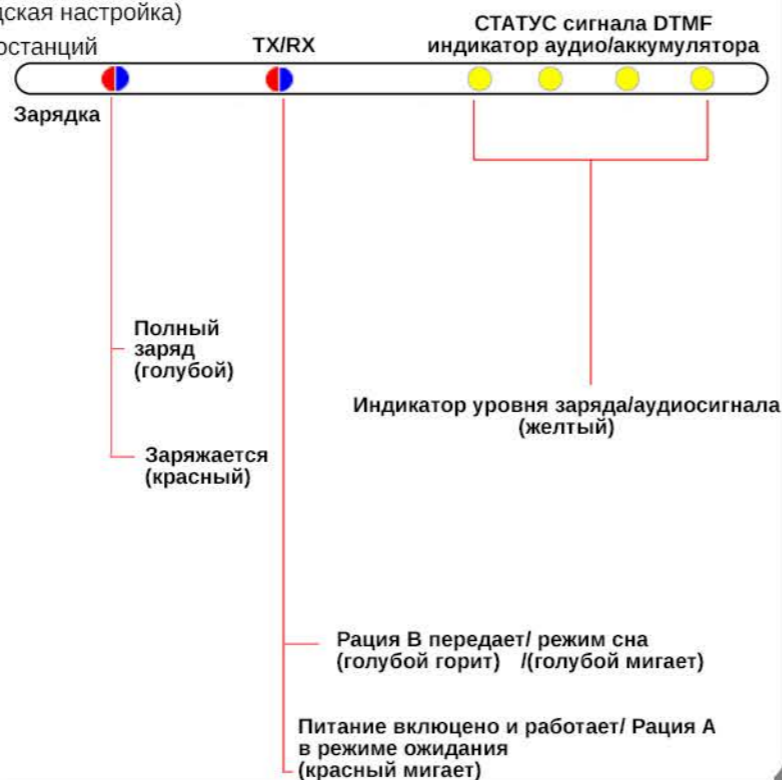 дская настройка)
останций
TX/RX
СТАТУС сигнала DTMF
индикатор аудио/аккумулятора
Зарядка
Полный
заряд
(голубой)
Индикатор уровня заряда/аудиосигнала
(желтый)
Заряжается
(красный)
Рация B передает/ режим сна
(голубой горит) /(голубой мигает)
Питание включено и работает/ Рация А
в режиме ожидания
(красный мигает)